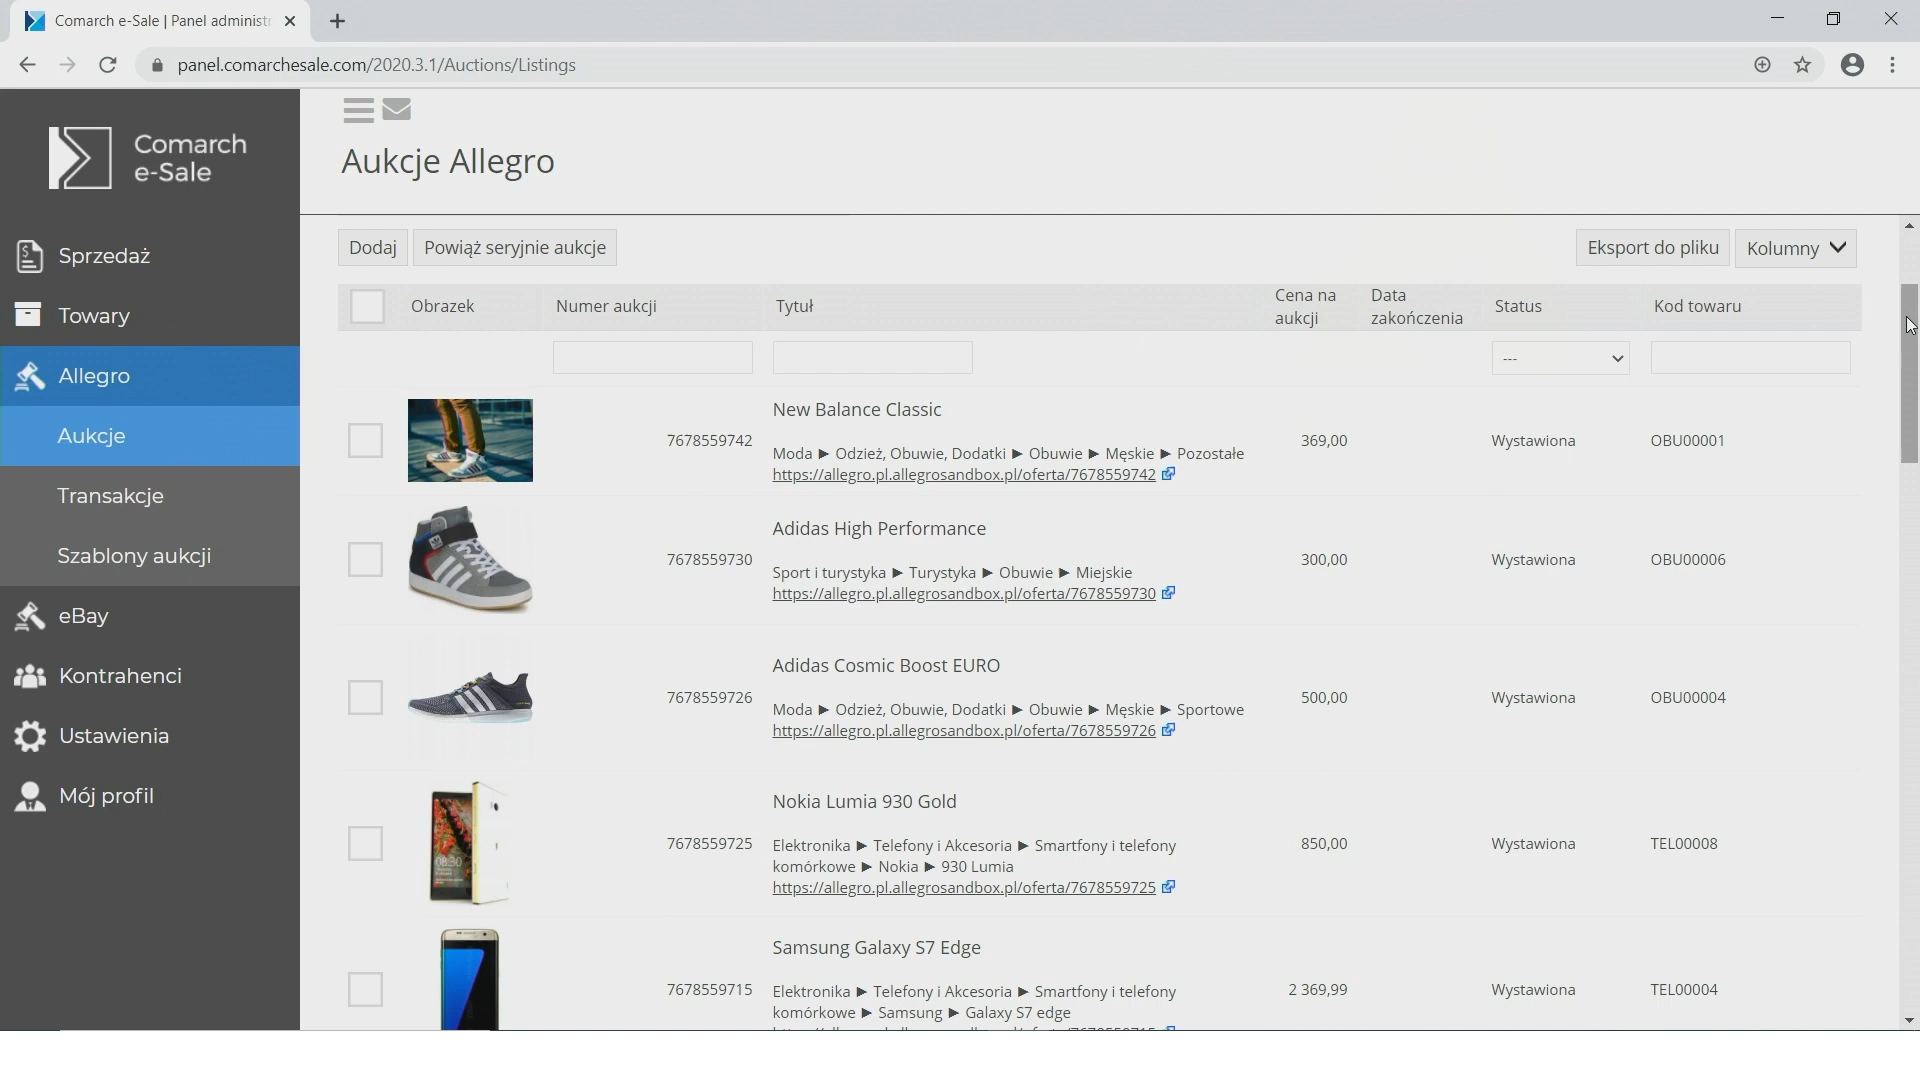 Comarch e-Sale | Panel administr
panel.comarchesale.com/2020.3.1/Auctions/Listings
Comarch
e-Sale
Sprzedaż
Towary
Allegro
Aukcje
Transakcje
Szablony aukcji
eBay
Kontrahenci
Ustawienia
Mój profil
Aukcje Allegro
Dodaj
Powiąż seryjnie aukcje
Eksport do pliku
Kolumny
Obrazek
Numer aukcji
Tytuł
Cena na
aukcji
Data
zakończenia
Status
Kod towaru
---
New Balance Classic
7678559742
Moda ► Odzież, Obuwie, Dodatki ► Obuwie ► Męskie ► Pozostałe
https://allegro.pl.allegrosandbox.pl/oferta/7678559742
369,00
Wystawiona
OBU00001
Adidas High Performance
7678559730
Sport i turystyka ► Turystyka ► Obuwie ► Miejskie
https://allegro.pl.allegrosandbox.pl/oferta/7678559730
300,00
Wystawiona
OBU00006
Adidas Cosmic Boost EURO
7678559726
Moda ► Odzież, Obuwie, Dodatki ► Obuwie ► Męskie ► Sportowe
https://allegro.pl.allegrosandbox.pl/oferta/7678559726
500,00
Wystawiona
OBU00004
Nokia Lumia 930 Gold
08:30
7678559725
Elektronika ► Telefony i Akcesoria ► Smartfony i telefony
komórkowe ► Nokia ► 930 Lumia
https://allegro.pl.allegrosandbox.pl/oferta/7678559725
850,00
Wystawiona
TEL00008
Samsung Galaxy S7 Edge
7678559715
Elektronika ► Telefony i Akcesoria ► Smartfony i telefony
komórkowe ► Samsung ► Galaxy S7 edge
2 369,99
Wystawiona
TEL00004